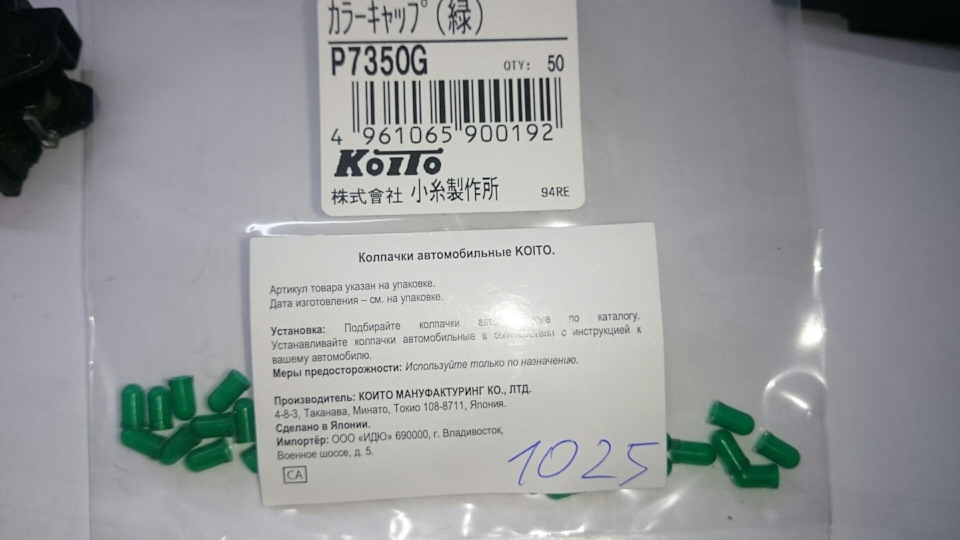 ｶﾗｰｷｬｯﾌﾟ(緑)
P7350G QTY: 50
4 961065 900192
KOITO
株式會社 小糸製作所 94RE
Колпачки автомобильные KOITO.
Артикул товара указан на упаковке.
Дата изготовления – см. на упаковке.
Установка: Подбирайте колпачки по каталогу.
Устанавливайте колпачки автомобильные в соответствии с инструкцией к
вашему автомобилю.
Меры предосторожности: Используйте только по назначению.
Производитель: КОИТО МАНУФАКТУРИНГ КО., ЛТД.
4-8-3, Таканава, Минато, Токио 108-8711, Япония.
Сделано в Японии.
Импортёр: ООО «ИДЮ» 690000, г. Владивосток,
Военное шоссе, д. 5.
CA
1025